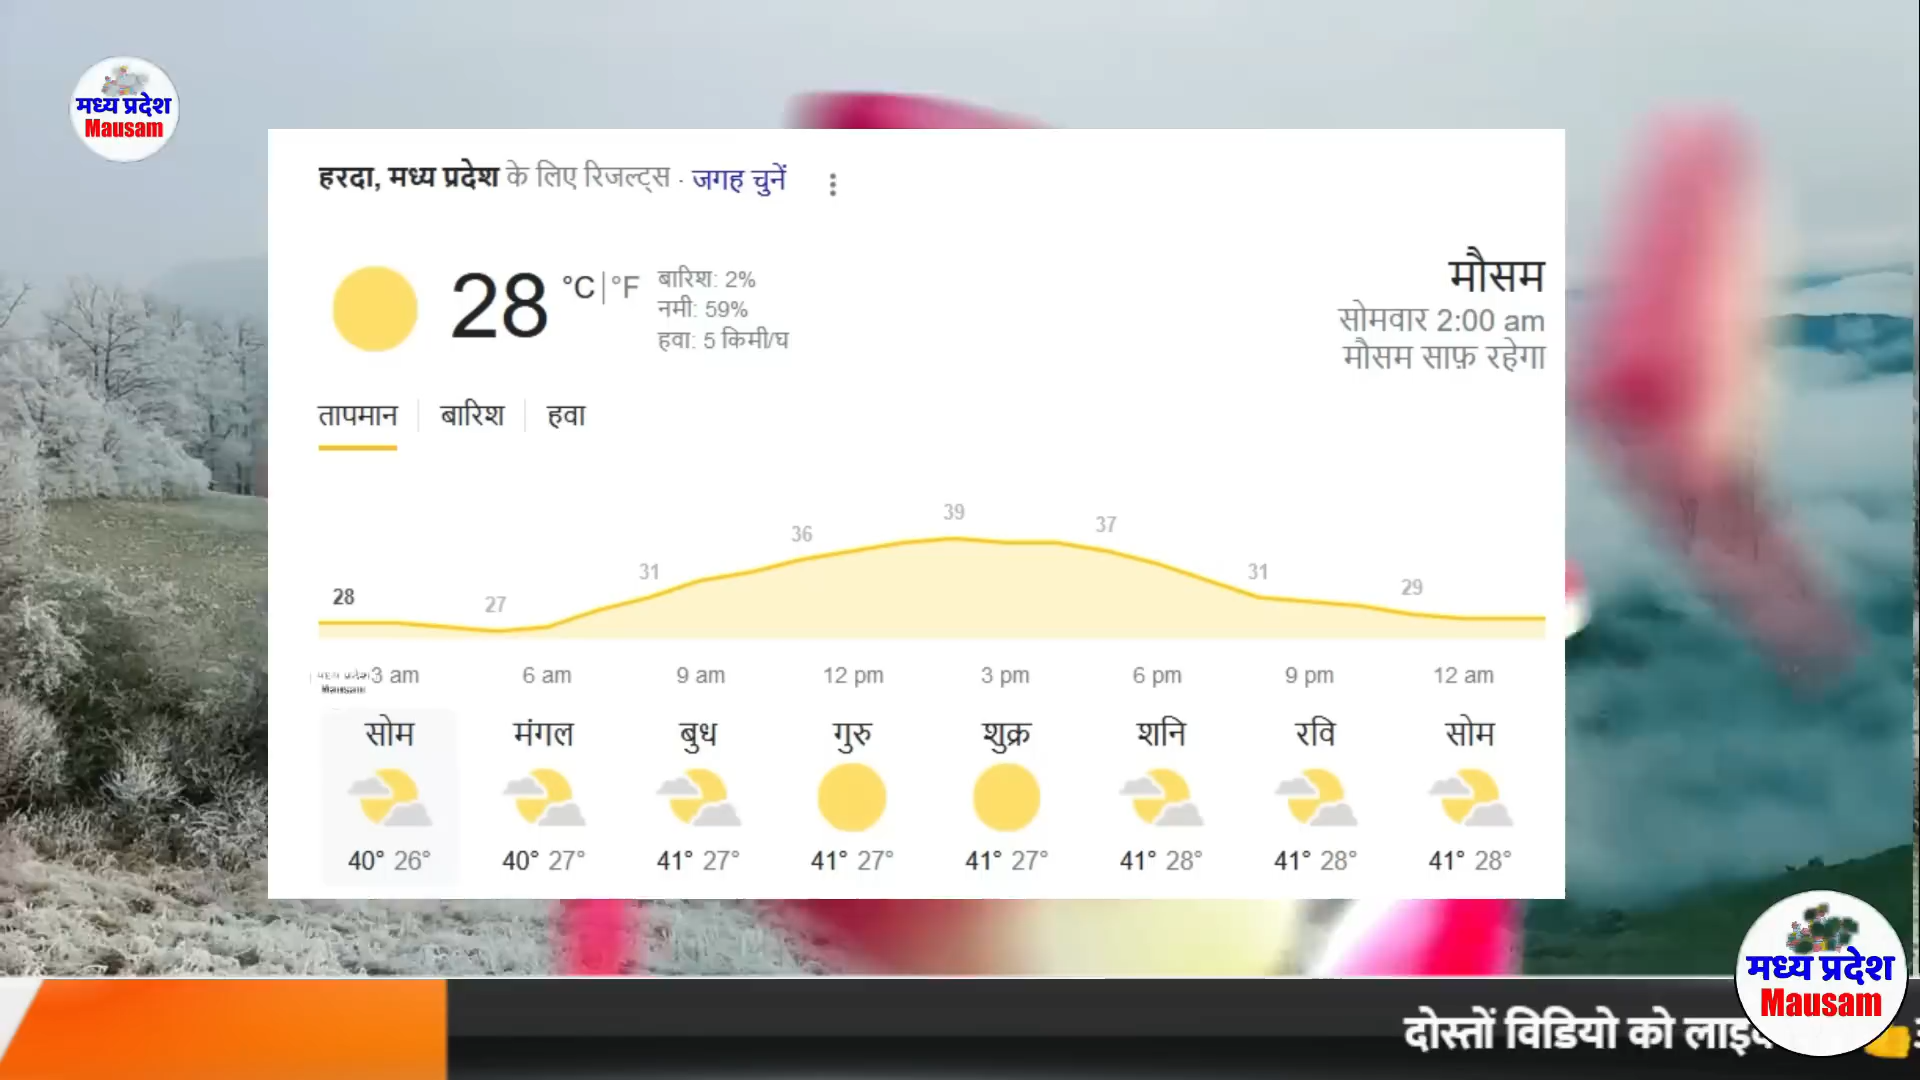 मध्य प्रदेश
Mausam
हरदा, मध्य प्रदेश के लिए रिजल्ट्स · जगह चुनें
28 °C|°F
बारिश: 2%
नमी: 59%
हवा: 5 किमी/घ
मौसम
सोमवार 2:00 am
मौसम साफ़ रहेगा
तापमान | बारिश | हवा
28 27 31 36 39 37 31 29
3 am 6 am 9 am 12 pm 3 pm 6 pm 9 pm 12 am
सोम मंगल बुध गुरु शुक्र शनि रवि सोम
40° 26° 40° 27° 41° 27° 41° 27° 41° 27° 41° 28° 41° 28° 41° 28°
मध्य प्रदेश
Mausam
दोस्तों विडियो को